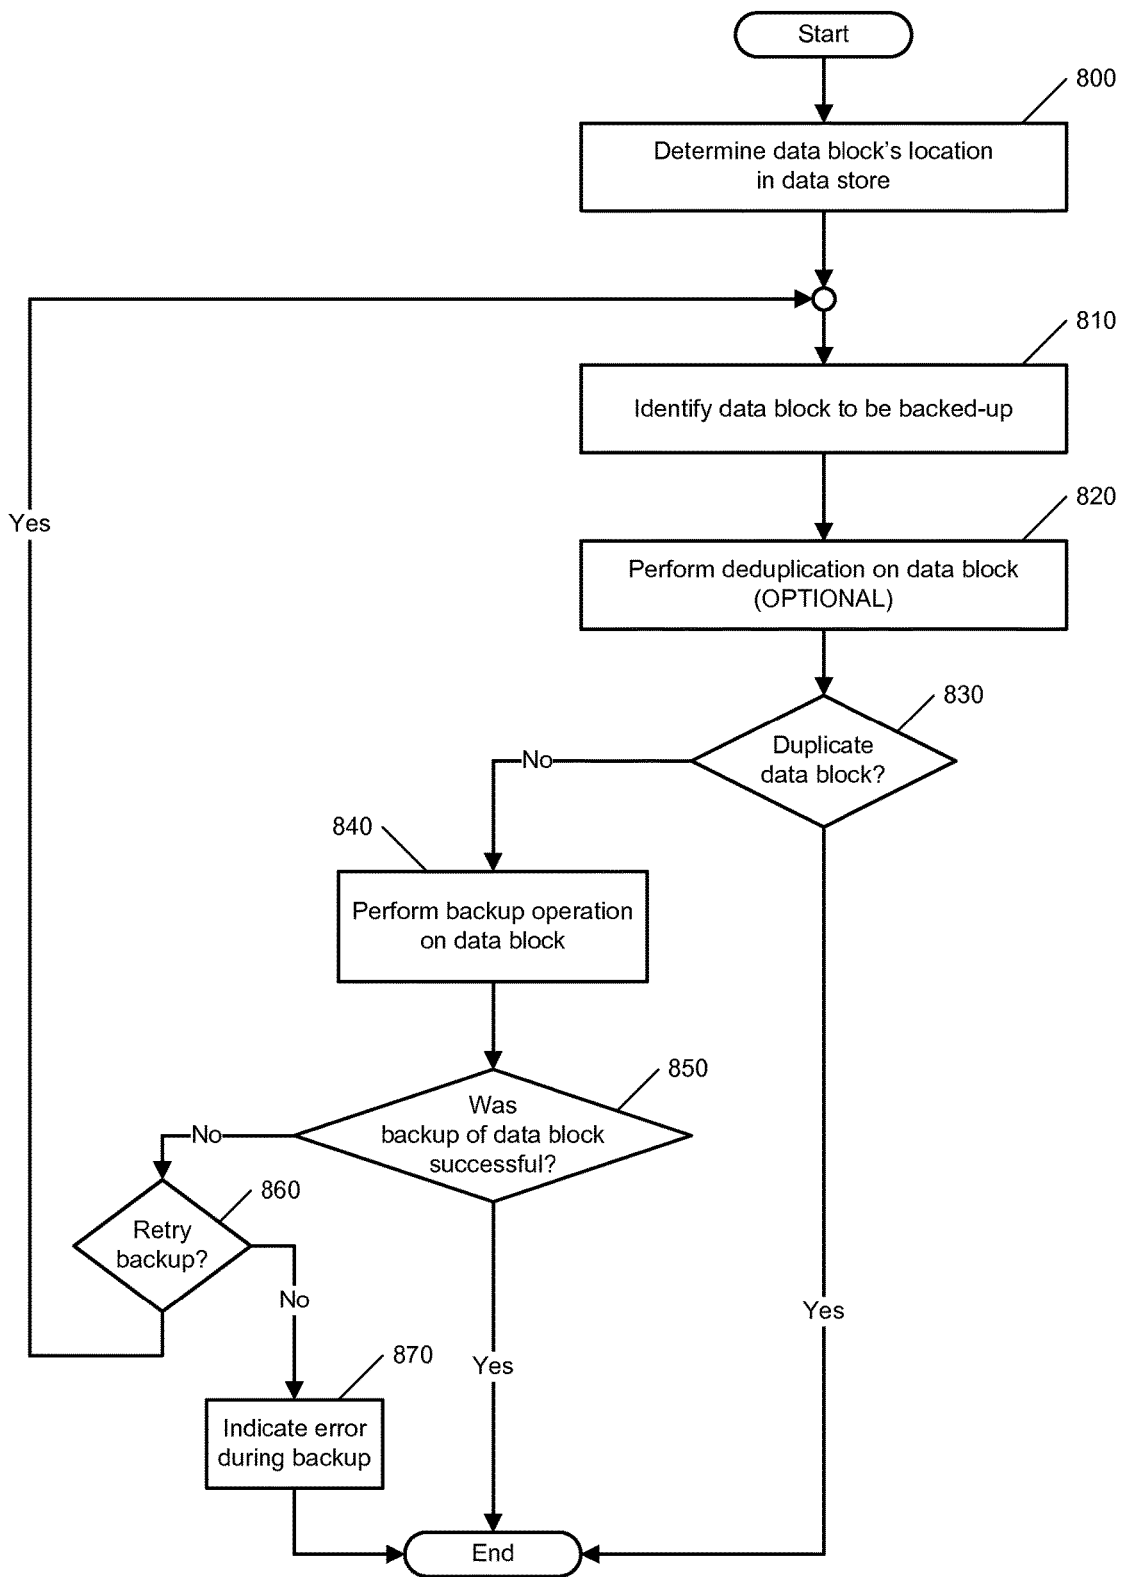 Start
800
Determine data block's location
in data store
810
Identify data block to be backed-up
Yes
820
Perform deduplication on data block
(OPTIONAL)
830
Duplicate
data block?
No
840
Perform backup operation
on data block
850
Was
backup of data block
successful?
No
860
Retry
backup?
No
Yes
Yes
870
Indicate error
during backup
End